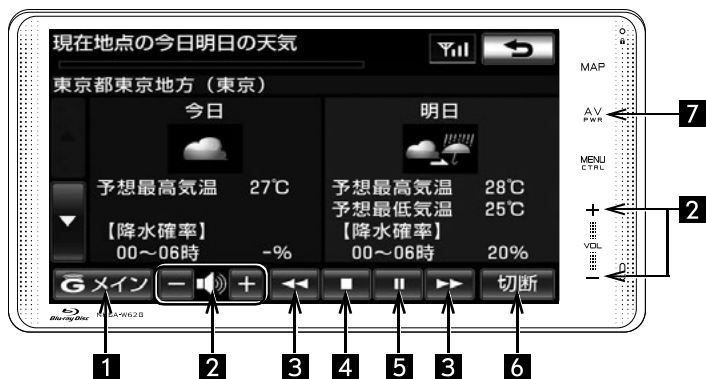 現在地点の今日明日の天気
東京都東京地方（東京）
今日
明日
予想最高気温 27℃
【降水確率】
00～06時 -%
予想最高気温 28℃
予想最低気温 25℃
【降水確率】
00～06時 20%
G メイン
－
＋
切断
MAP
AV
PWR
MENU
CTRL
＋
VOL
－
Blu-ray Disc
1
2
3
4
5
3
6
7
2